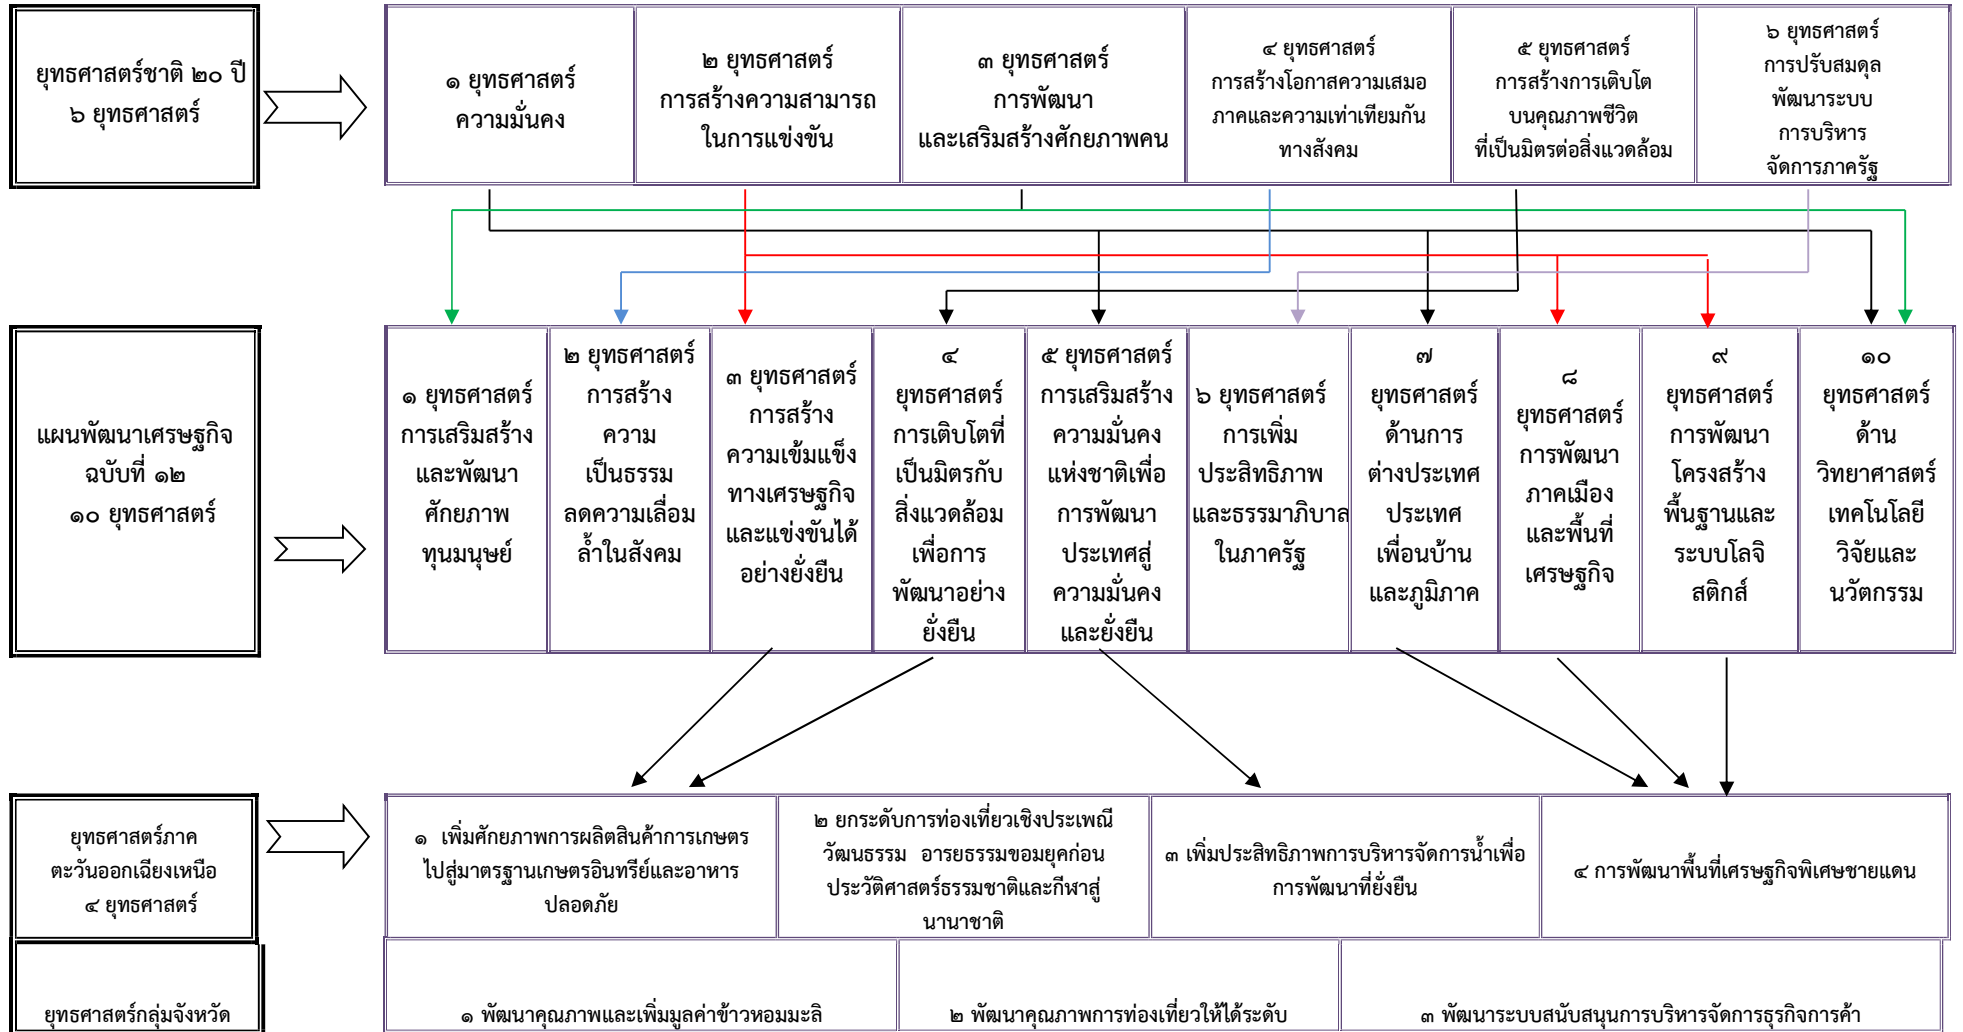 ยุทธศาสตร์ชาติ ๒๐ ปี
๖ ยุทธศาสตร์
๑ ยุทธศาสตร์
ความมั่นคง
๒ ยุทธศาสตร์
การสร้างความสามารถ
ในการแข่งขัน
๓ ยุทธศาสตร์
การพัฒนา
และเสริมสร้างศักยภาพคน
๔ ยุทธศาสตร์
การสร้างโอกาสความเสมอ
ภาคและความเท่าเทียมกัน
ทางสังคม
๕ ยุทธศาสตร์
การสร้างการเติบโต
บนคุณภาพชีวิต
ที่เป็นมิตรต่อสิ่งแวดล้อม
๖ ยุทธศาสตร์
การปรับสมดุล
พัฒนาระบบ
การบริหาร
จัดการภาครัฐ
แผนพัฒนาเศรษฐกิจ
ฉบับที่ ๑๒
๑๐ ยุทธศาสตร์
๑ ยุทธศาสตร์
การเสริมสร้าง
และพัฒนา
ศักยภาพ
ทุนมนุษย์
๒ ยุทธศาสตร์
การสร้าง
ความ
เป็นธรรม
ลดความเลื่อม
ล้ำในสังคม
๓ ยุทธศาสตร์
การสร้าง
ความเข้มแข็ง
ทางเศรษฐกิจ
และแข่งขันได้
อย่างยั่งยืน
๔
ยุทธศาสตร์
การเติบโตที่
เป็นมิตรกับ
สิ่งแวดล้อม
เพื่อการ
พัฒนาอย่าง
ยั่งยืน
๕ ยุทธศาสตร์
การเสริมสร้าง
ความมั่นคง
แห่งชาติเพื่อ
การพัฒนา
ประเทศสู่
ความมั่นคง
และยั่งยืน
๖ ยุทธศาสตร์
การเพิ่ม
ประสิทธิภาพ
และธรรมาภิบาล
ในภาครัฐ
๗
ยุทธศาสตร์
ด้านการ
ต่างประเทศ
ประเทศ
เพื่อนบ้าน
และภูมิภาค
๘
ยุทธศาสตร์
การพัฒนา
ภาคเมือง
และพื้นที่
เศรษฐกิจ
๙
ยุทธศาสตร์
การพัฒนา
โครงสร้าง
พื้นฐานและ
ระบบโลจิ
สติกส์
๑๐
ยุทธศาสตร์
ด้าน
วิทยาศาสตร์
เทคโนโลยี
วิจัยและ
นวัตกรรม
ยุทธศาสตร์ภาค
ตะวันออกเฉียงเหนือ
๔ ยุทธศาสตร์
๑ เพิ่มศักยภาพการผลิตสินค้าการเกษตร
ไปสู่มาตรฐานเกษตรอินทรีย์และอาหาร
ปลอดภัย
๒ ยกระดับการท่องเที่ยวเชิงประเพณี
วัฒนธรรม อารยธรรมขอมยุคก่อน
ประวัติศาสตร์ธรรมชาติและกีฬาสู่
นานาชาติ
๓ เพิ่มประสิทธิภาพการบริหารจัดการน้ำเพื่อ
การพัฒนาที่ยั่งยืน
๔ การพัฒนาพื้นที่เศรษฐกิจพิเศษชายแดน
ยุทธศาสตร์กลุ่มจังหวัด
๑ พัฒนาคุณภาพและเพิ่มมูลค่าข้าวหอมมะลิ
๒ พัฒนาคุณภาพการท่องเที่ยวให้ได้ระดับ
๓ พัฒนาระบบสนับสนุนการบริหารจัดการธุรกิจการค้า